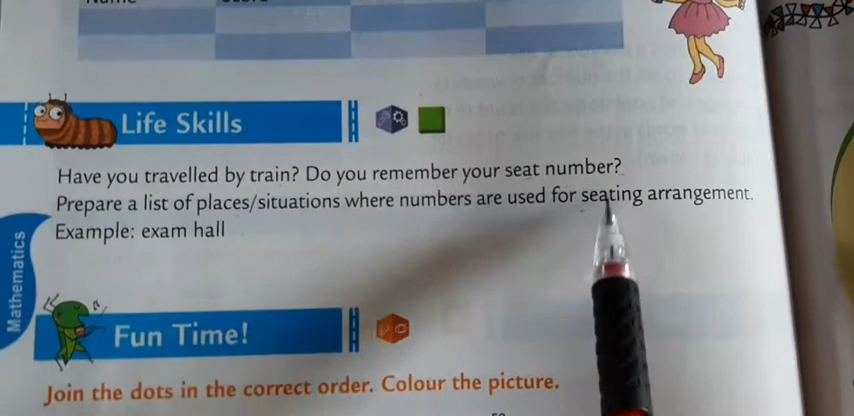 Life Skills
Have you travelled by train? Do you remember your seat number?
Prepare a list of places/situations where numbers are used for seating arrangement.
Example: exam hall
Mathematics
Fun Time!
Join the dots in the correct order. Colour the picture.